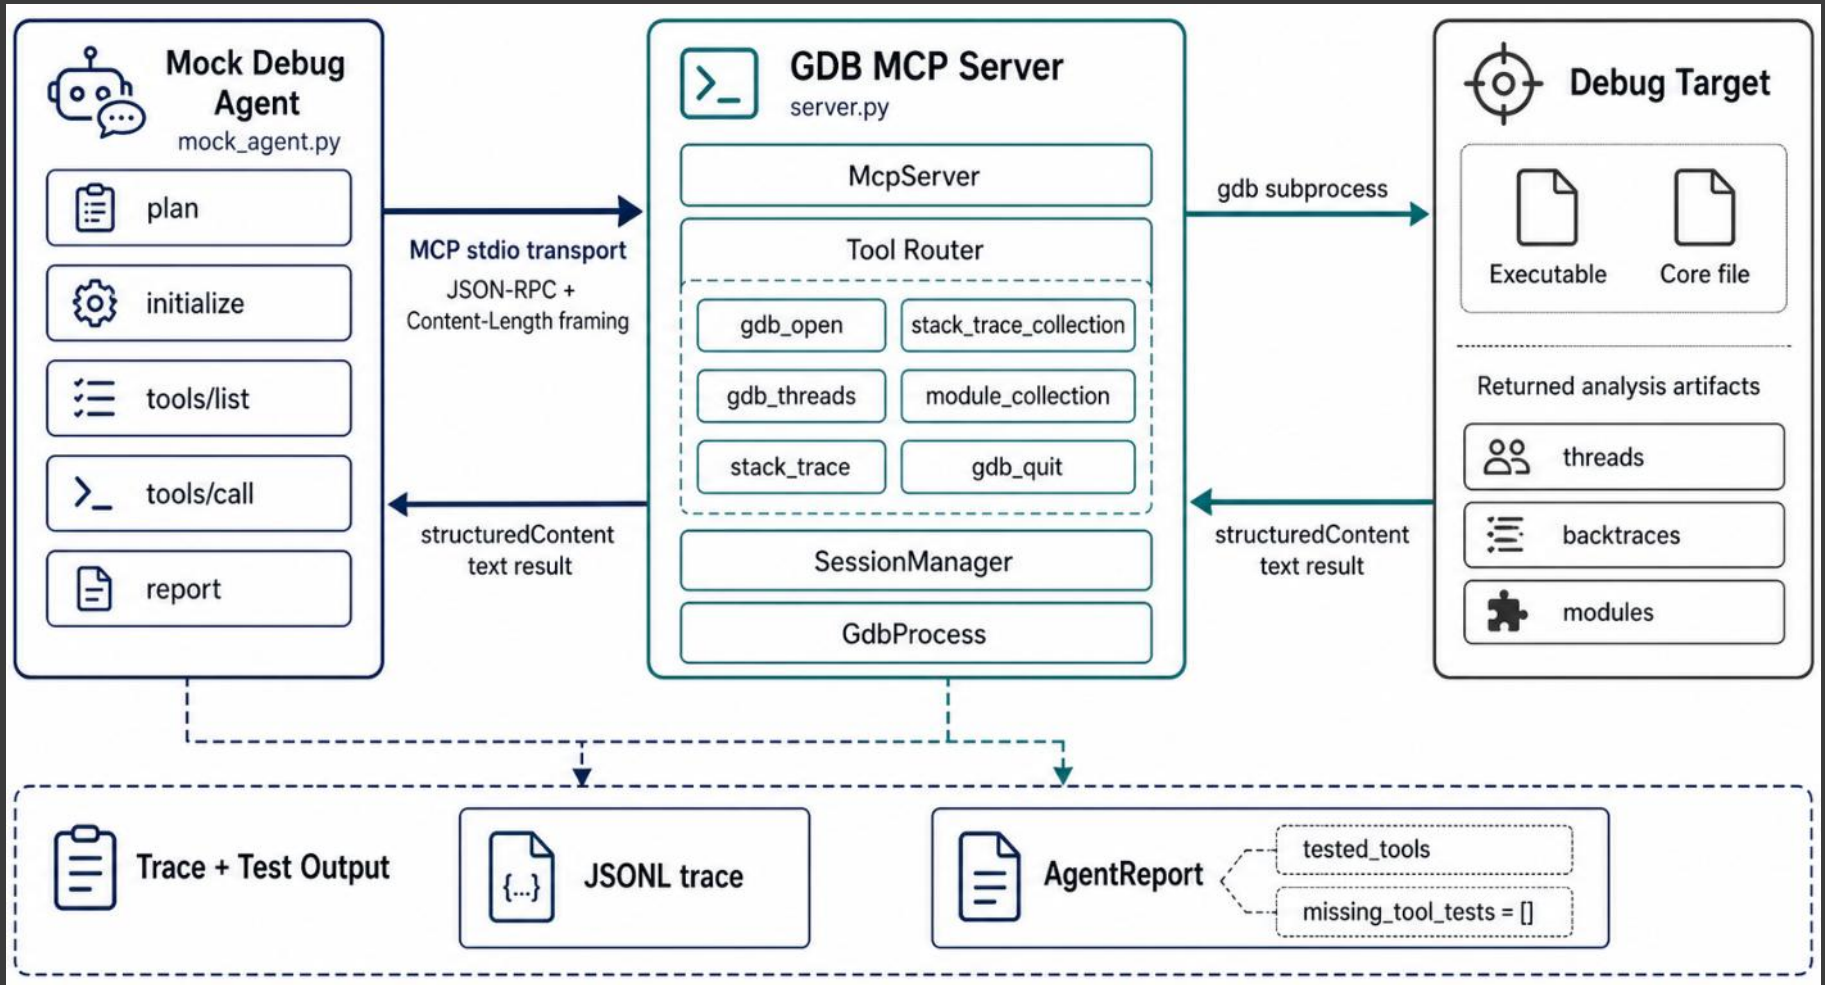 Mock Debug
Agent
mock_agent.py
plan
initialize
tools/list
tools/call
report
MCP stdio transport
JSON-RPC +
Content-Length framing
structuredContent
text result
GDB MCP Server
server.py
McpServer
Tool Router
gdb_open
stack_trace_collection
gdb_threads
module_collection
stack_trace
gdb_quit
SessionManager
GdbProcess
gdb subprocess
structuredContent
text result
Debug Target
Executable
Core file
Returned analysis artifacts
threads
backtraces
modules
Trace + Test Output
{...}
JSONL trace
AgentReport
tested_tools
missing_tool_tests = []